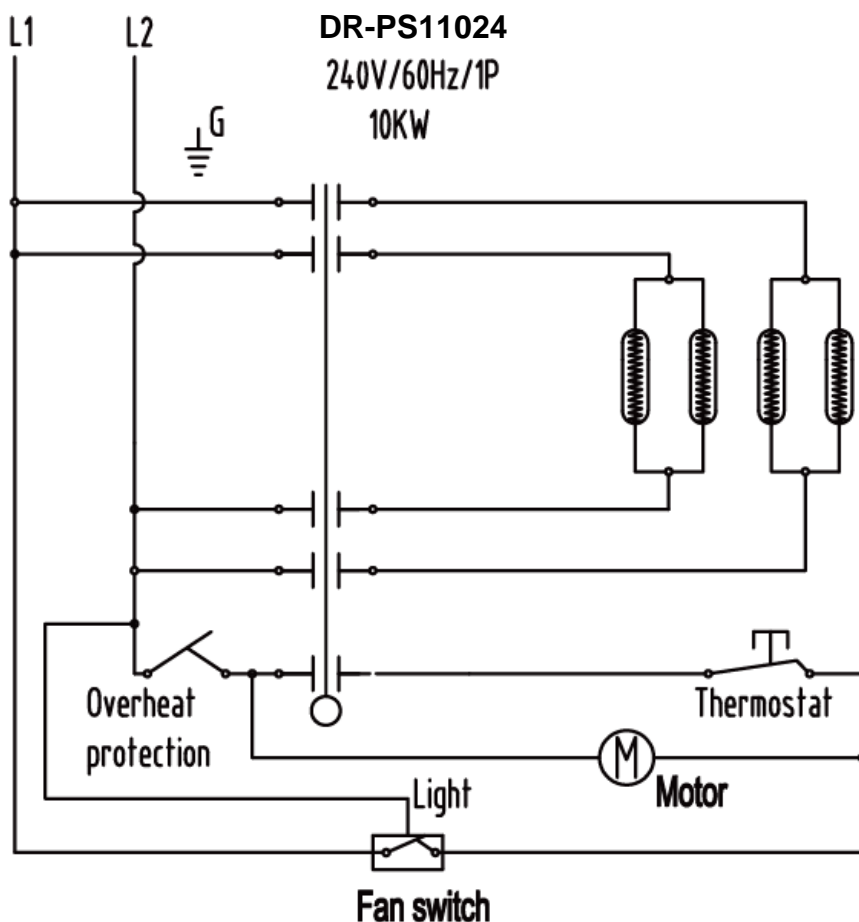 L1
L2
DR-PS11024
240V/60Hz/1P
10KW
G
Overheat
protection
Thermostat
M
Motor
Light
Fan switch